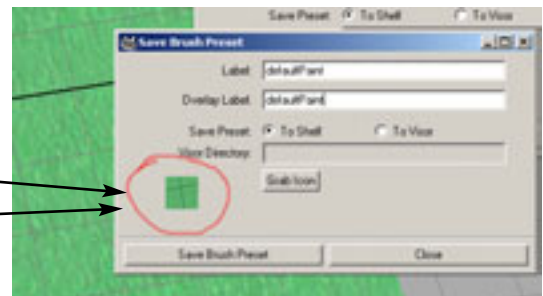 Save Preset: To Shelf To Visor
Save Brush Preset
Label: defaultPaint
Overlay Label: defaultPaint
Save Preset: To Shelf To Visor
Visor Directory:
Grab Icon
Save Brush Preset Close